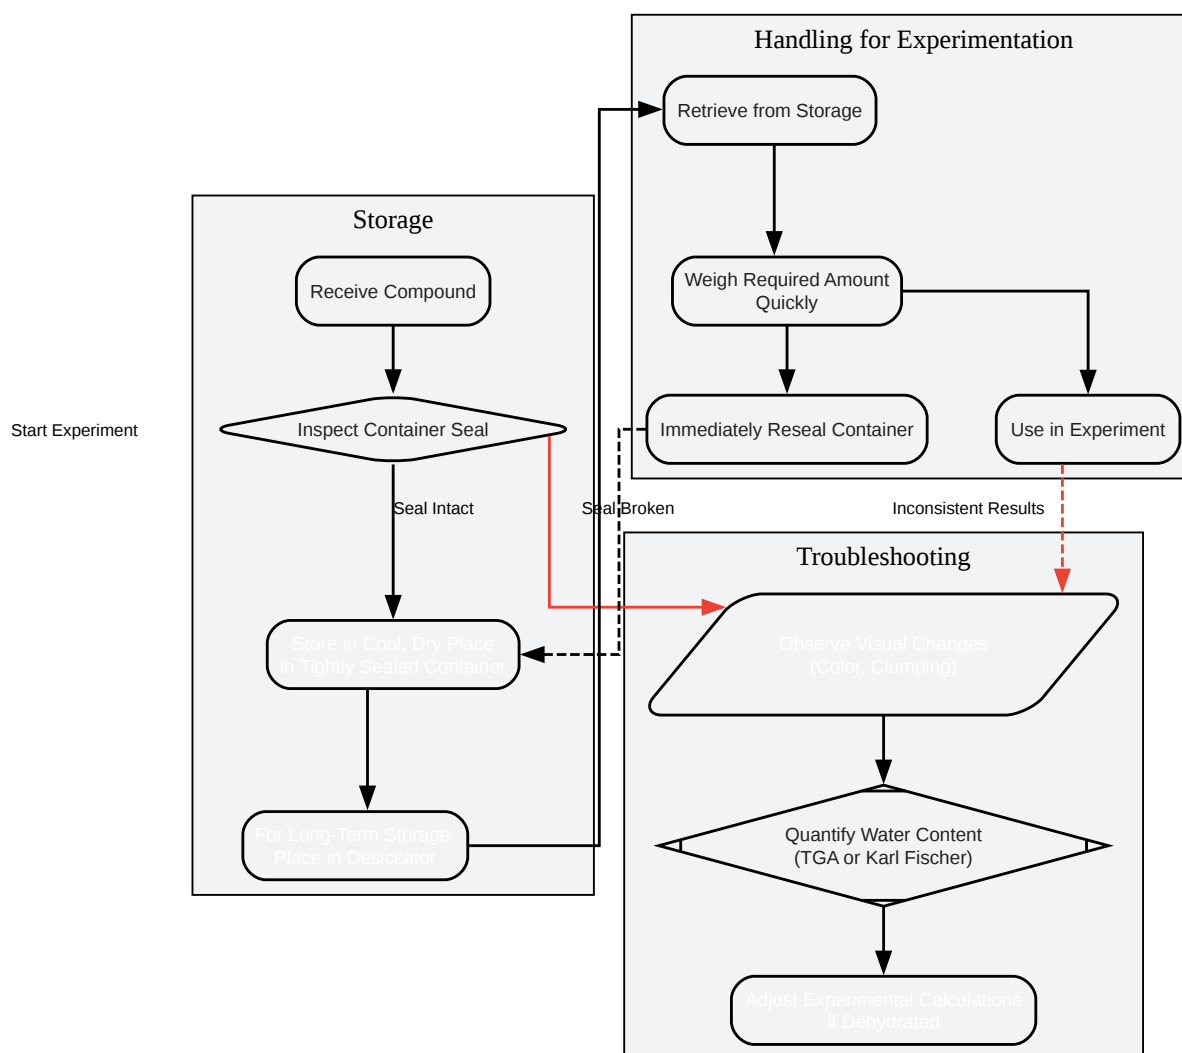 Handling for Experimentation
Retrieve from Storage
Storage
Receive Compound
Weigh Required Amount
Quickly
Start Experiment
Inspect Container Seal
Immediately Reseal Container
Use in Experiment
Seal Intact
Seal Broken
Inconsistent Results
Troubleshooting
Store in Cool, Dry Place
in Tightly Sealed Container
Observe Visual Changes
(Color, Clumping)
For Long-Term Storage:
Place in Desiccator
Quantify Water Content
(TGA or Karl Fischer)
Adjust Experimental Calculations
if Dehydrated